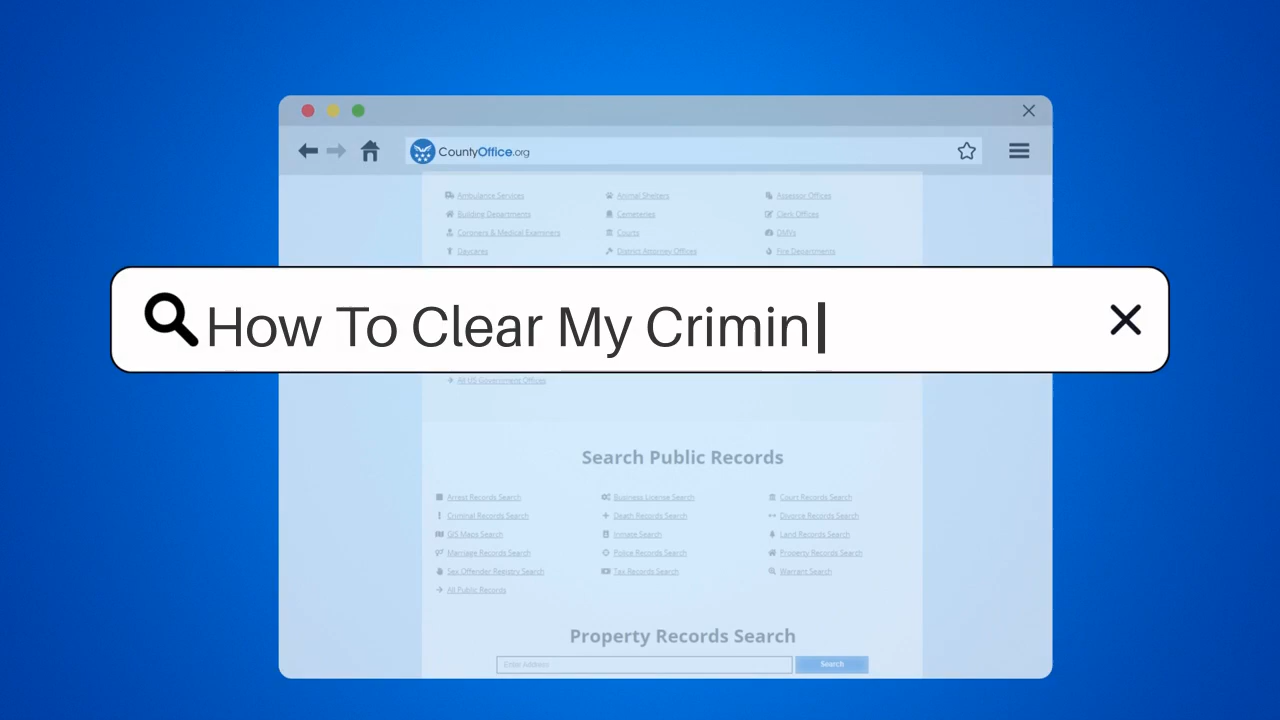 CountyOffice.org
Ambulance Services Animal Shelters Assessor Offices
Building Departments Cemeteries Clerk Offices
Coroners & Medical Examiners Courts DMVs
Daycares District Attorney Offices Fire Departments
How To Clear My Crimin
All US Government Offices
Search Public Records
Arrest Records Search Business License Search Court Records Search
Criminal Records Search Death Records Search Divorce Records Search
GIS Maps Search Inmate Search Land Records Search
Marriage Records Search Police Records Search Property Records Search
Sex Offender Registry Search Tax Records Search Warrant Search
All Public Records
Property Records Search
Enter Address Search